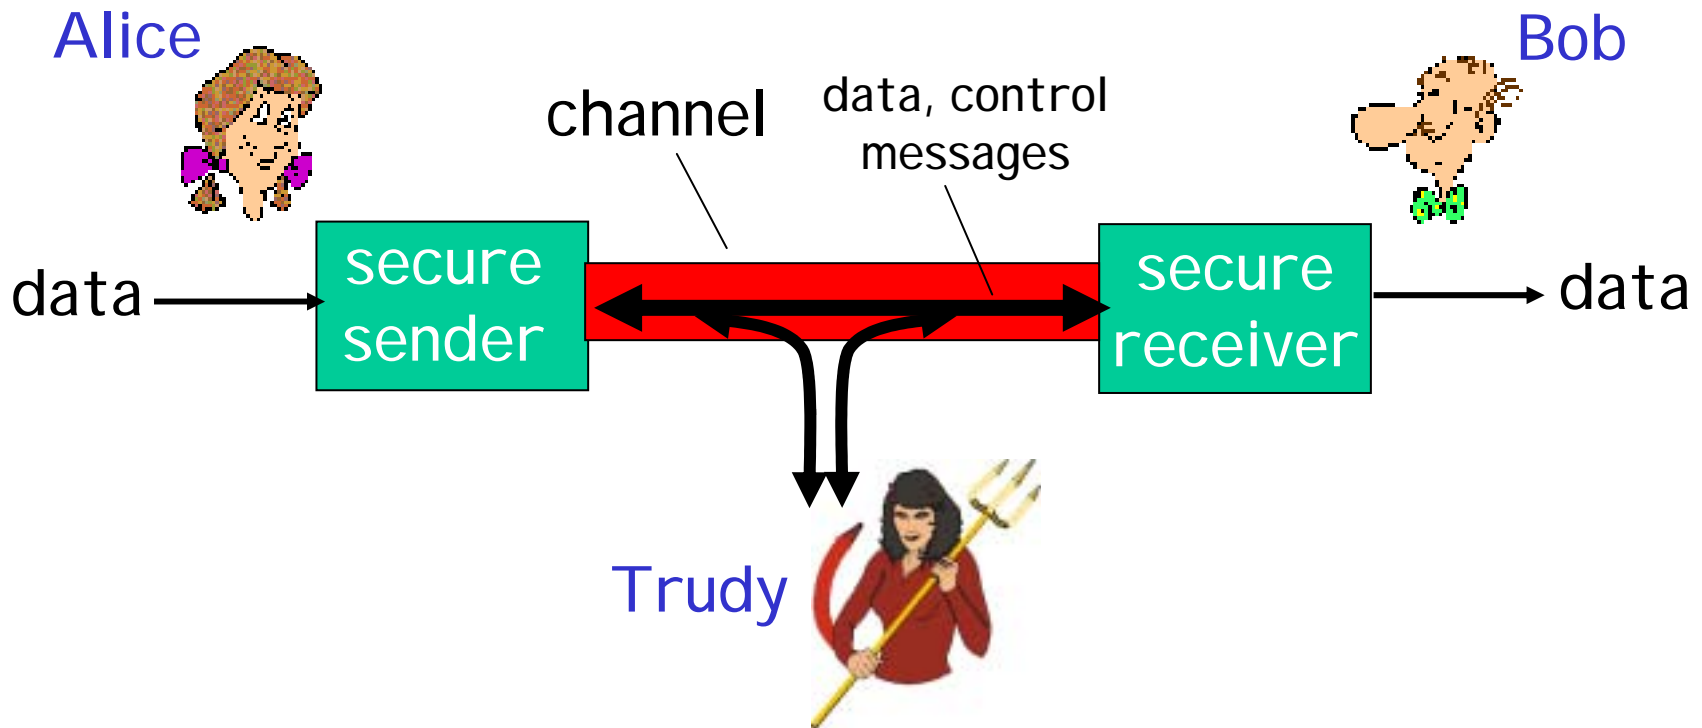 Alice
Bob
channel
data, control
messages
data
secure
sender
secure
receiver
data
Trudy